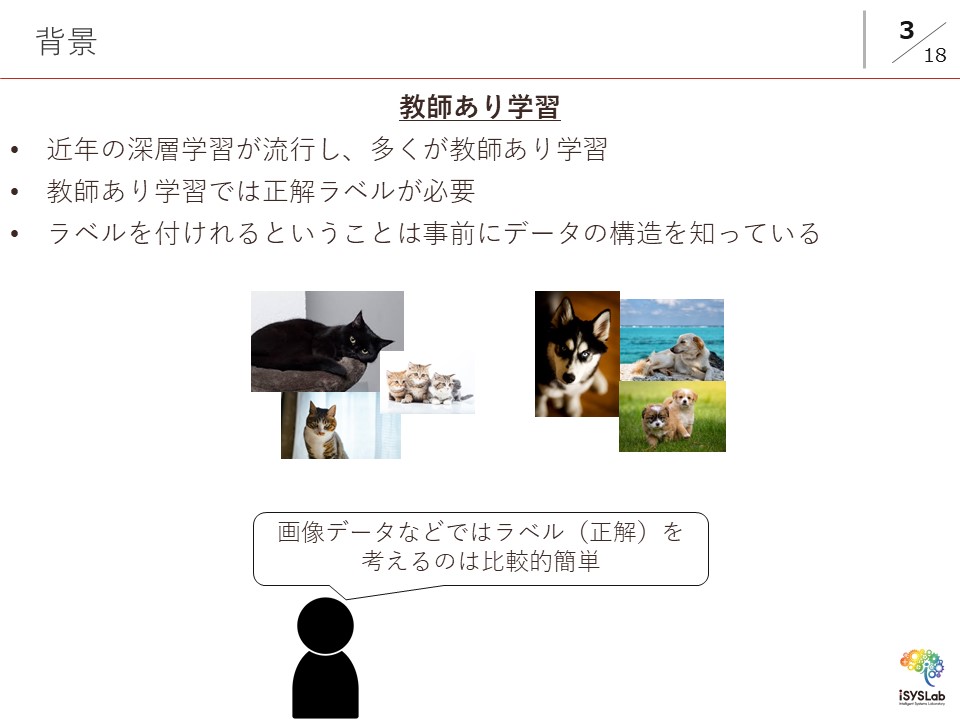 背景
3
18
教師あり学習
• 近年の深層学習が流行し、多くが教師あり学習
• 教師あり学習では正解ラベルが必要
• ラベルを付けれるということは事前にデータの構造を知っている
画像データなどではラベル（正解）を
考えるのは比較的簡単
iSYSLab
Intelligent Systems Laboratory